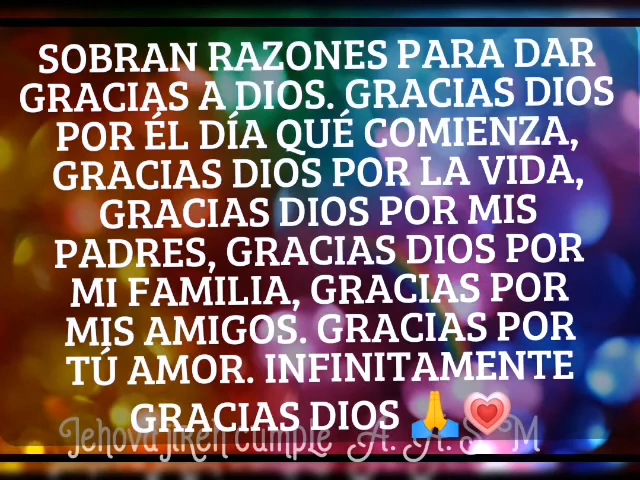 SOBRAN RAZONES PARA DAR
GRACIAS A DIOS. GRACIAS DIOS
POR ÉL DÍA QUÉ COMIENZA,
GRACIAS DIOS POR LA VIDA,
GRACIAS DIOS POR MIS
PADRES, GRACIAS DIOS POR
MI FAMILIA, GRACIAS POR
MIS AMIGOS. GRACIAS POR
TÚ AMOR. INFINITAMENTE
GRACIAS DIOS 🙏💗
Jehová Jireh cumple A. A. S M